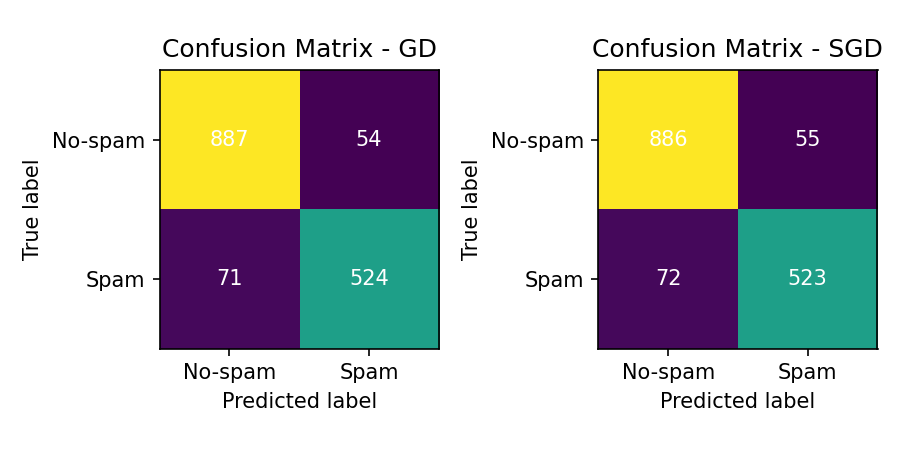 Confusion Matrix - GD
True label
No-spam
887
54
Spam
71
524
No-spam
Spam
Predicted label
Confusion Matrix - SGD
True label
No-spam
886
55
Spam
72
523
No-spam
Spam
Predicted label